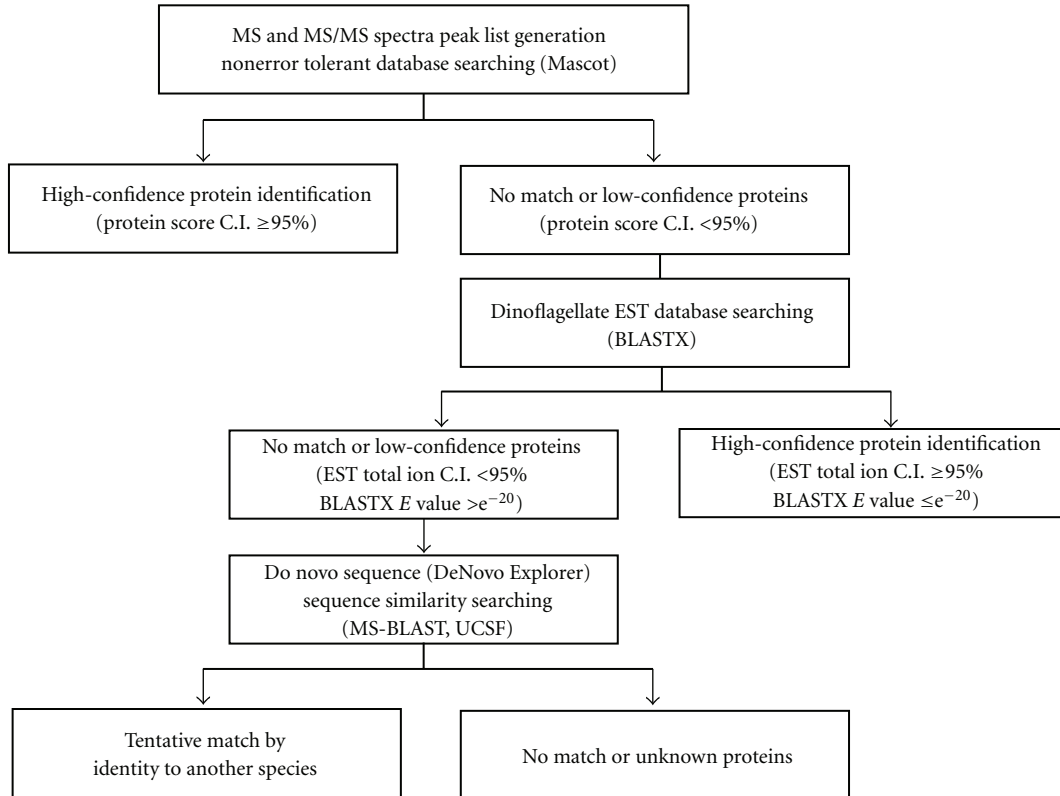 MS and MS/MS spectra peak list generation
nonerror tolerant database searching (Mascot)
High-confidence protein identification
(protein score C.I. ≥95%)
No match or low-confidence proteins
(protein score C.I. <95%)
Dinoflagellate EST database searching
(BLASTX)
No match or low-confidence proteins
(EST total ion C.I. <95%
BLASTX E value >e⁻²⁰)
High-confidence protein identification
(EST total ion C.I. ≥95%
BLASTX E value ≤e⁻²⁰)
Do novo sequence (DeNovo Explorer)
sequence similarity searching
(MS-BLAST, UCSF)
Tentative match by
identity to another species
No match or unknown proteins